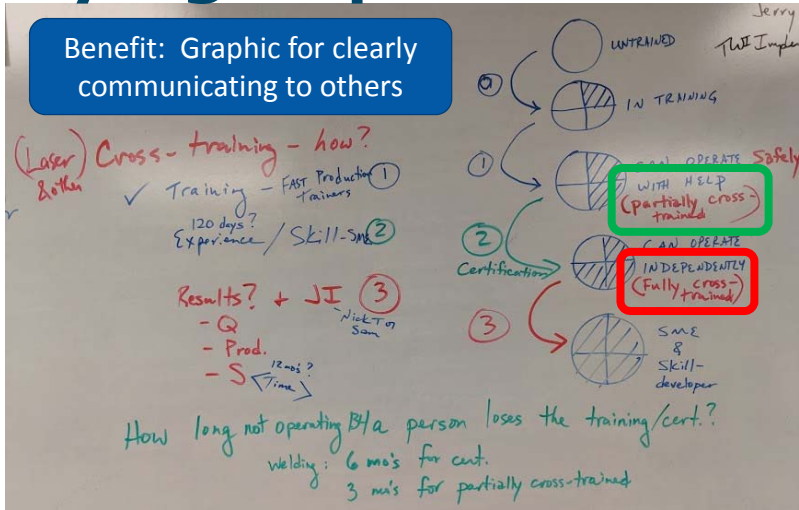 Benefit: Graphic for clearly
communicating to others
Jerry
UNTRAINED
TWI
0
IN TRAINING
(Laser) Cross-training - how?
& other
✓ Training - FAST Production 1
Trainers
120 days?
Experience / Skill-SME 2
Results? + JI 3
- Nick T or
Sam
- Q
- Prod.
- S 12 mo's?
<Time>
1
CAN OPERATE Safely
WITH HELP
(partially cross-
trained)
2
Certification
CAN OPERATE
INDEPENDENTLY
(Fully cross-
trained)
3
SME
&
Skill-
developer
How long not operating B4 a person loses the training/cert.?
Welding: 6 mo's for cert.
3 mo's for partially cross-trained